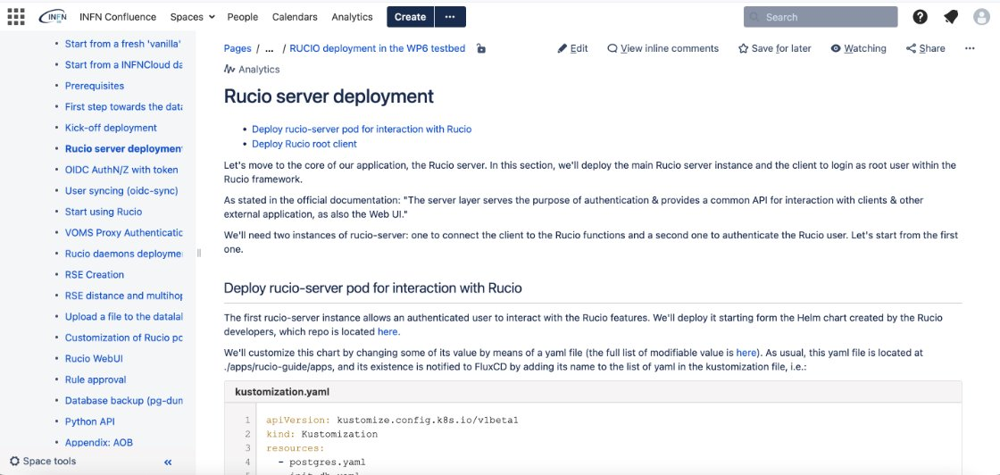 INFN INFN Confluence Spaces People Calendars Analytics Create ... Search
Start from a fresh 'vanilla'
Start from a INFNCloud da
Prerequisites
First step towards the data
Kick-off deployment
Rucio server deployment
OIDC AuthN/Z with token
User syncing (oidc-sync)
Start using Rucio
VOMS Proxy Authenticatic
Rucio daemons deployme
RSE Creation
RSE distance and multihop
Upload a file to the datalal
Customization of Rucio pc
Rucio WebUI
Rule approval
Database backup (pg-dun
Python API
Appendix: AOB
Space tools «
Pages / ... / RUCIO deployment in the WP6 testbed Edit View inline comments Save for later Watching Share ...
Analytics
Rucio server deployment
• Deploy rucio-server pod for interaction with Rucio
• Deploy Rucio root client
Let's move to the core of our application, the Rucio server. In this section, we'll deploy the main Rucio server instance and the client to login as root user within the
Rucio framework.
As stated in the official documentation: "The server layer serves the purpose of authentication & provides a common API for interaction with clients & other
external application, as also the Web UI."
We'll need two instances of rucio-server: one to connect the client to the Rucio functions and a second one to authenticate the Rucio user. Let's start from the first
one.
Deploy rucio-server pod for interaction with Rucio
The first rucio-server instance allows an authenticated user to interact with the Rucio features. We'll deploy it starting form the Helm chart created by the Rucio
developers, which repo is located here.
We'll customize this chart by changing some of its value by means of a yaml file (the full list of modifiable value is here). As usual, this yaml file is located at
./apps/rucio-guide/apps, and its existence is notified to FluxCD by adding its name to the list of yaml in the kustomization file, i.e.:
kustomization.yaml
1 apiVersion: kustomize.config.k8s.io/v1beta1
2 kind: Kustomization
3 resources:
4 - postgres.yaml